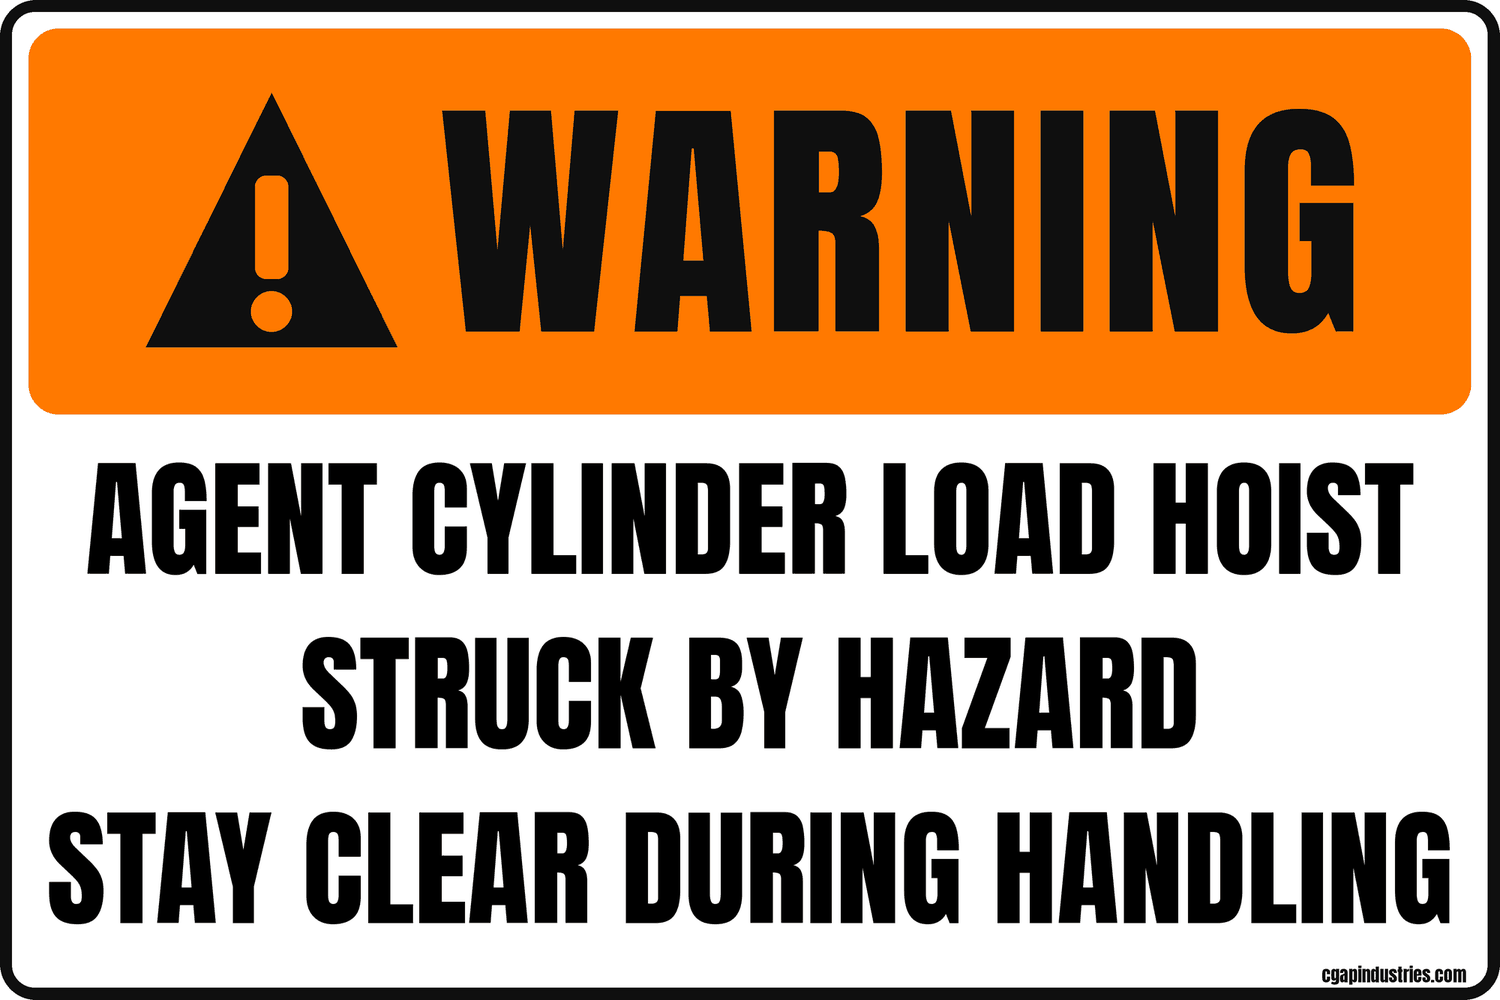 WARNING
AGENT CYLINDER LOAD HOIST
STRUCK BY HAZARD
STAY CLEAR DURING HANDLING
cgapindustries.com